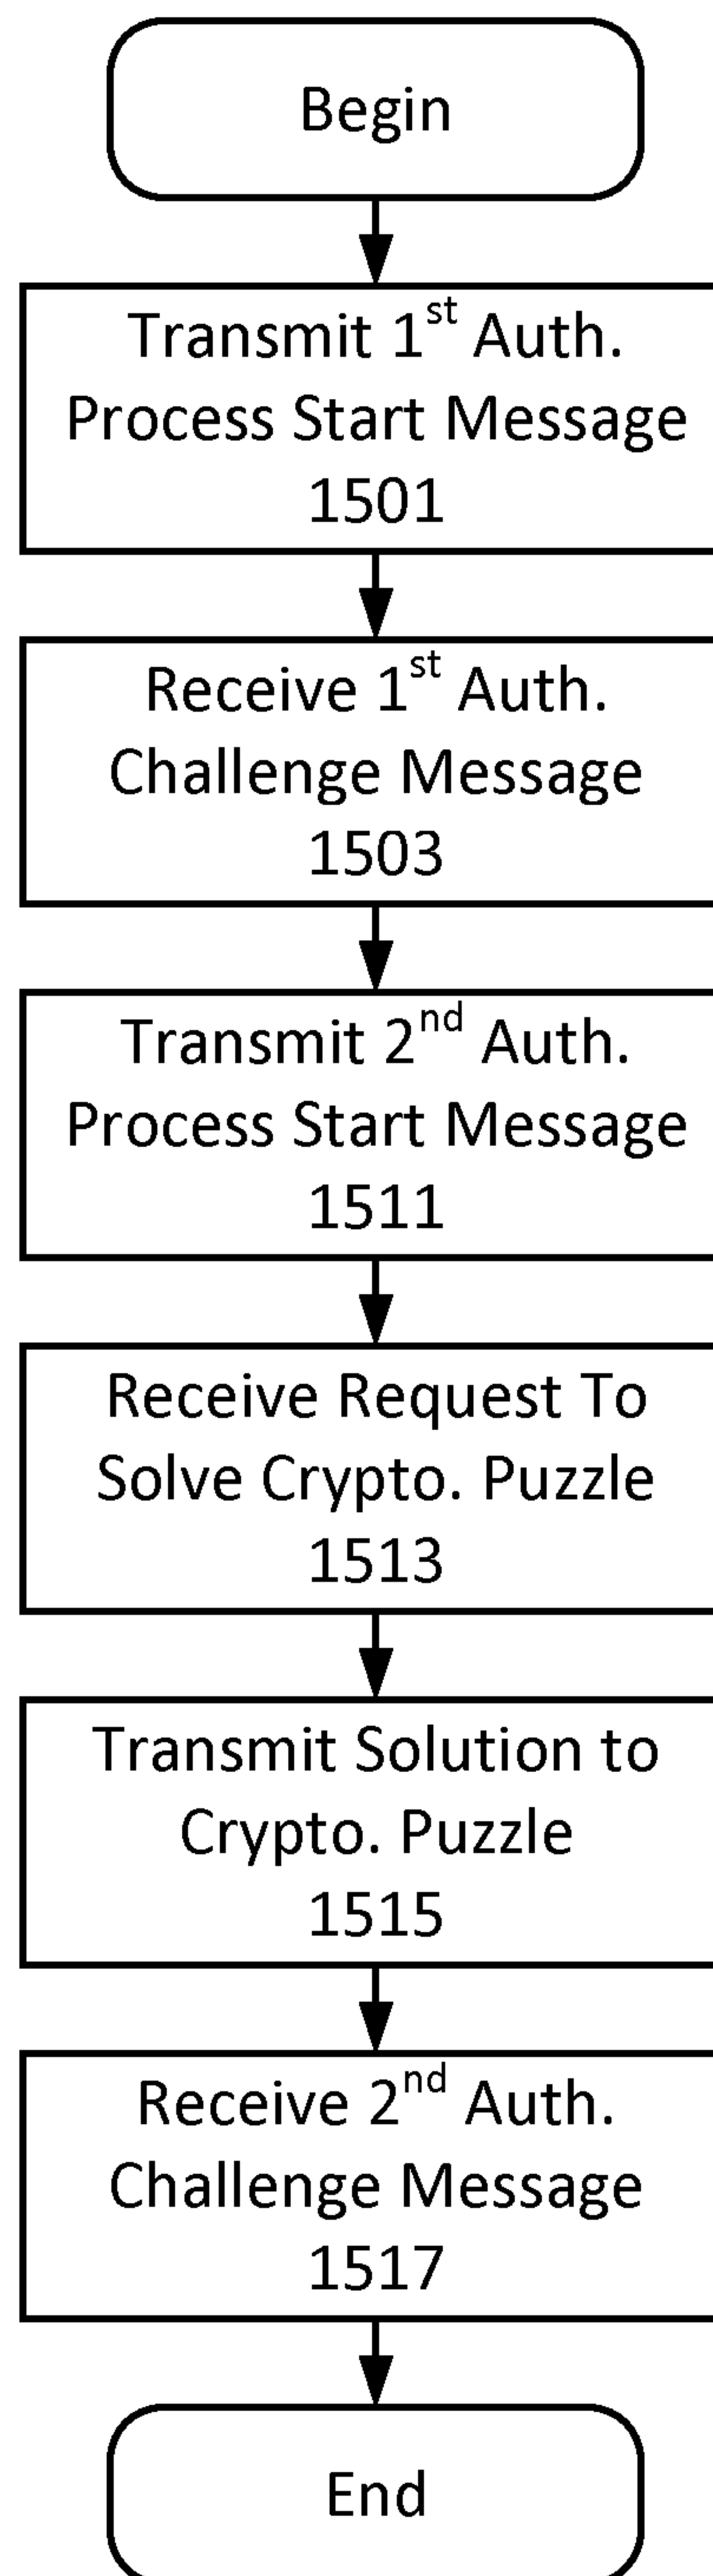 Begin
Transmit 1st Auth.
Process Start Message
1501
Receive 1st Auth.
Challenge Message
1503
Transmit 2nd Auth.
Process Start Message
1511
Receive Request To
Solve Crypto. Puzzle
1513
Transmit Solution to
Crypto. Puzzle
1515
Receive 2nd Auth.
Challenge Message
1517
End